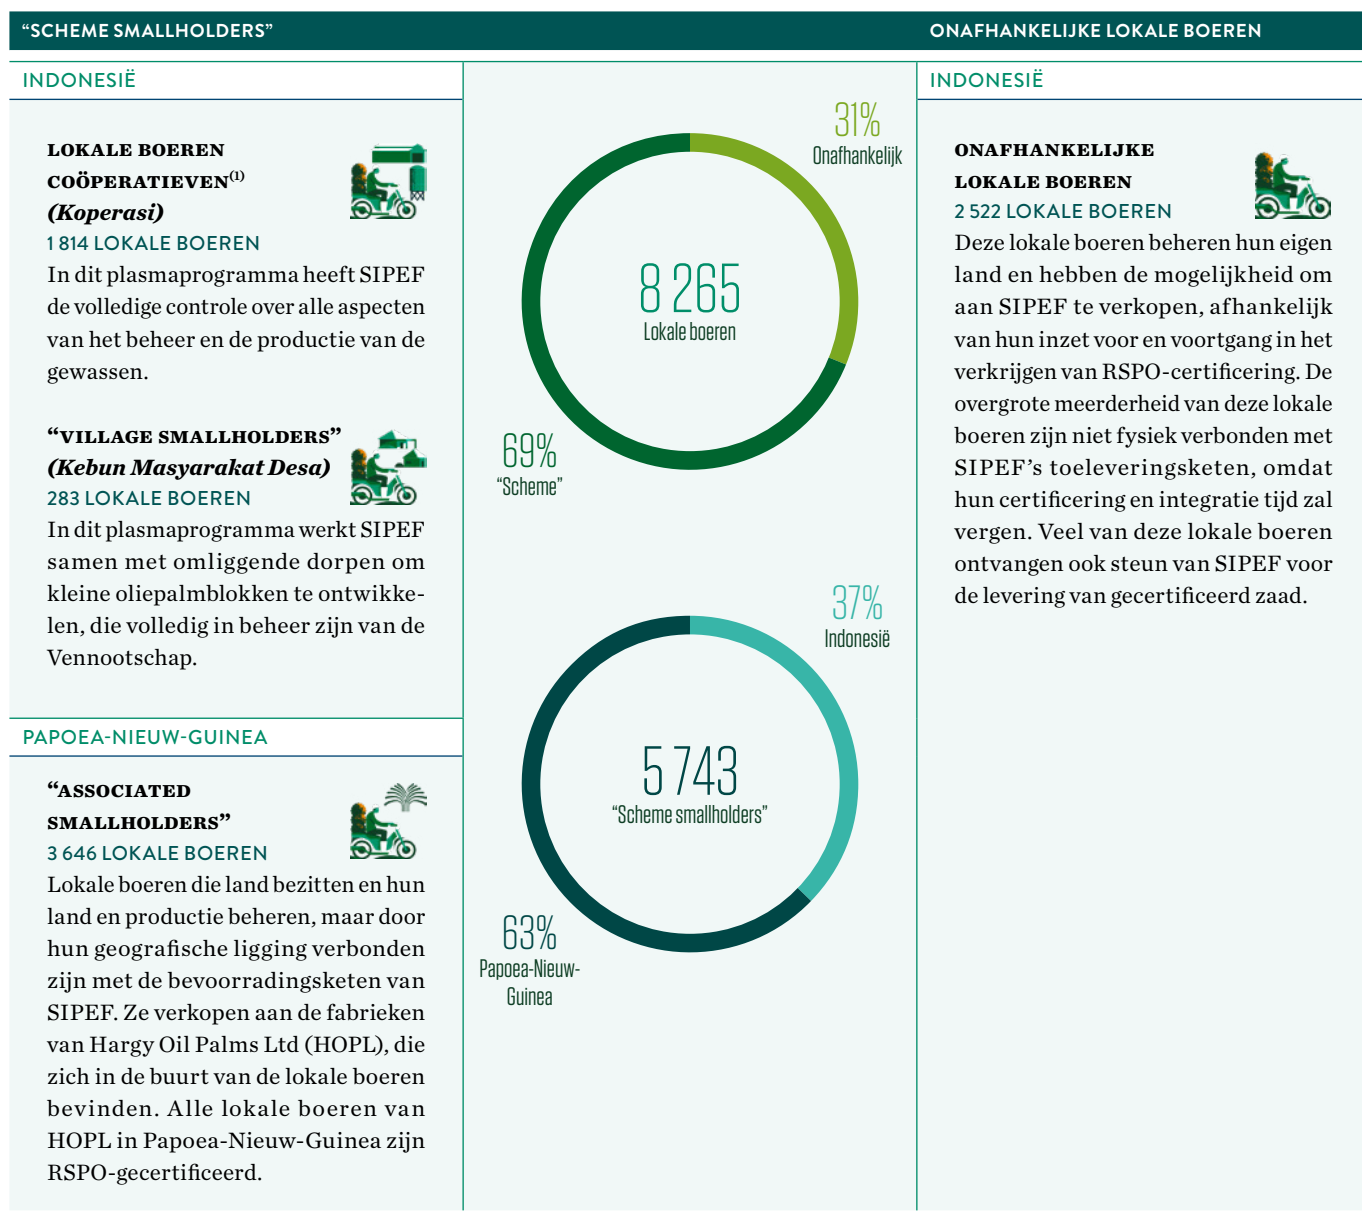 “SCHEME SMALLHOLDERS”
INDONESIË
LOKALE BOEREN
COÖPERATIEVEN(1)
(Koperasi)
1 814 LOKALE BOEREN
In dit plasmaprogramma heeft SIPEF
de volledige controle over alle aspecten
van het beheer en de productie van de
gewassen.
“VILLAGE SMALLHOLDERS”
(Kebun Masyarakat Desa)
283 LOKALE BOEREN
In dit plasmaprogramma werkt SIPEF
samen met omliggende dorpen om
kleine oliepalmblokken te ontwikke-
len, die volledig in beheer zijn van de
Vennootschap.
PAPOEA-NIEUW-GUINEA
“ASSOCIATED
SMALLHOLDERS”
3 646 LOKALE BOEREN
Lokale boeren die land bezitten en hun
land en productie beheren, maar door
hun geografische ligging verbonden
zijn met de bevoorradingsketen van
SIPEF. Ze verkopen aan de fabrieken
van Hargy Oil Palms Ltd (HOPL), die
zich in de buurt van de lokale boeren
bevinden. Alle lokale boeren van
HOPL in Papoea-Nieuw-Guinea zijn
RSPO-gecertificeerd.
31%
Onafhankelijk
8 265
Lokale boeren
69%
“Scheme”
37%
Indonesië
5 743
“Scheme smallholders”
63%
Papoea-Nieuw-
Guinea
ONAFHANKELIJKE LOKALE BOEREN
INDONESIË
ONAFHANKELIJKE
LOKALE BOEREN
2 522 LOKALE BOEREN
Deze lokale boeren beheren hun eigen
land en hebben de mogelijkheid om
aan SIPEF te verkopen, afhankelijk
van hun inzet voor en voortgang in het
verkrijgen van RSPO-certificering. De
overgrote meerderheid van deze lokale
boeren zijn niet fysiek verbonden met
SIPEF’s toeleveringsketen, omdat
hun certificering en integratie tijd zal
vergen. Veel van deze lokale boeren
ontvangen ook steun van SIPEF voor
de levering van gecertificeerd zaad.